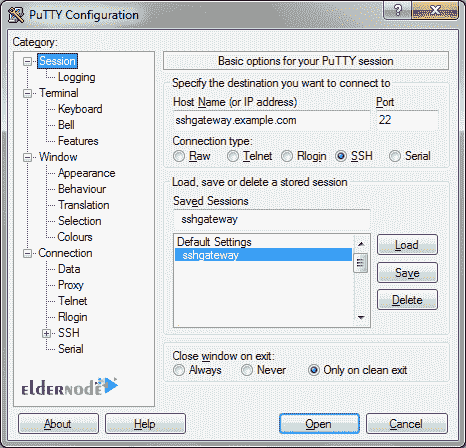 PuTTY Configuration
?
Category:
Session
Logging
Terminal
Keyboard
Bell
Features
Window
Appearance
Behaviour
Translation
Selection
Colours
Connection
Data
Proxy
Telnet
Rlogin
SSH
Serial
ELDERNODE
Basic options for your PuTTY session
Specify the destination you want to connect to
Host Name (or IP address) Port
sshgateway.example.com 22
Connection type:
Raw Telnet Rlogin SSH Serial
Load, save or delete a stored session
Saved Sessions
sshgateway
Default Settings
sshgateway
Load
Save
Delete
Close window on exit:
Always Never Only on clean exit
About Help Open Cancel